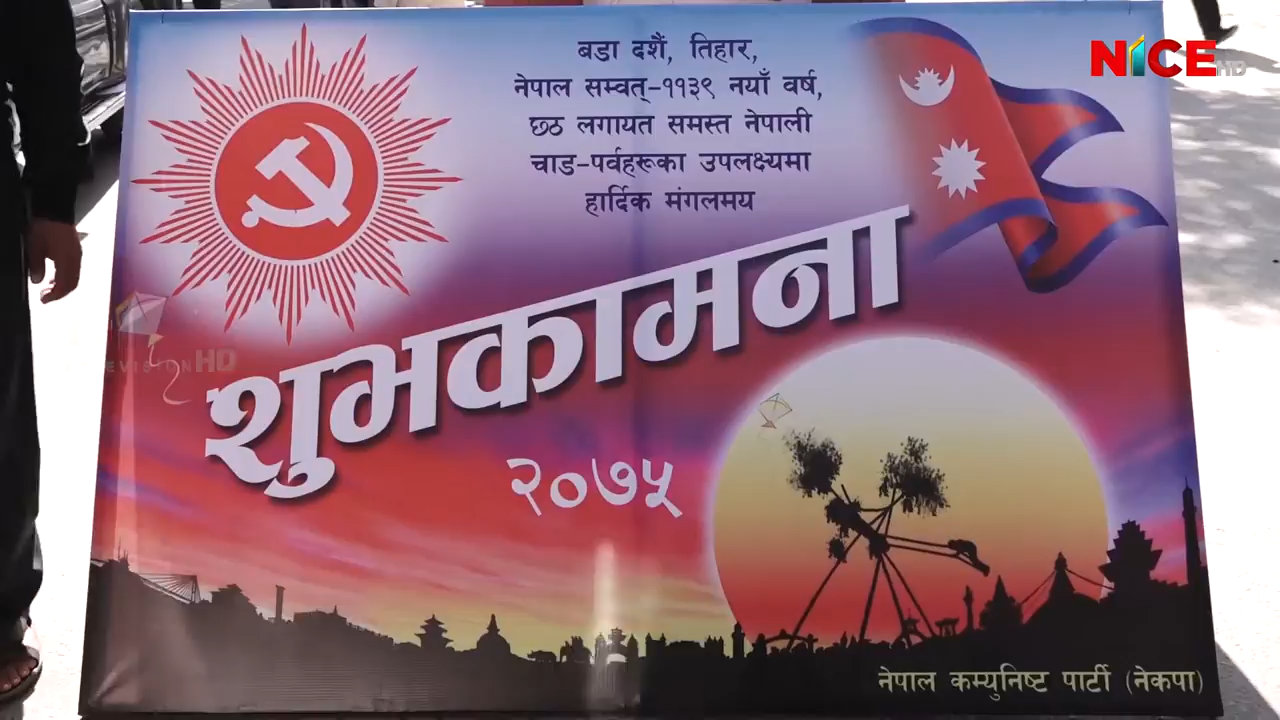 NICE HD
बडा दशैं, तिहार,
नेपाल सम्वत्-११३९ नयाँ वर्ष,
छठ लगायत समस्त नेपाली
चाड-पर्वहरूका उपलक्ष्यमा
हार्दिक मंगलमय
शुभकामना
२०७५
HD
नेपाल कम्युनिष्ट पार्टी (नेकपा)